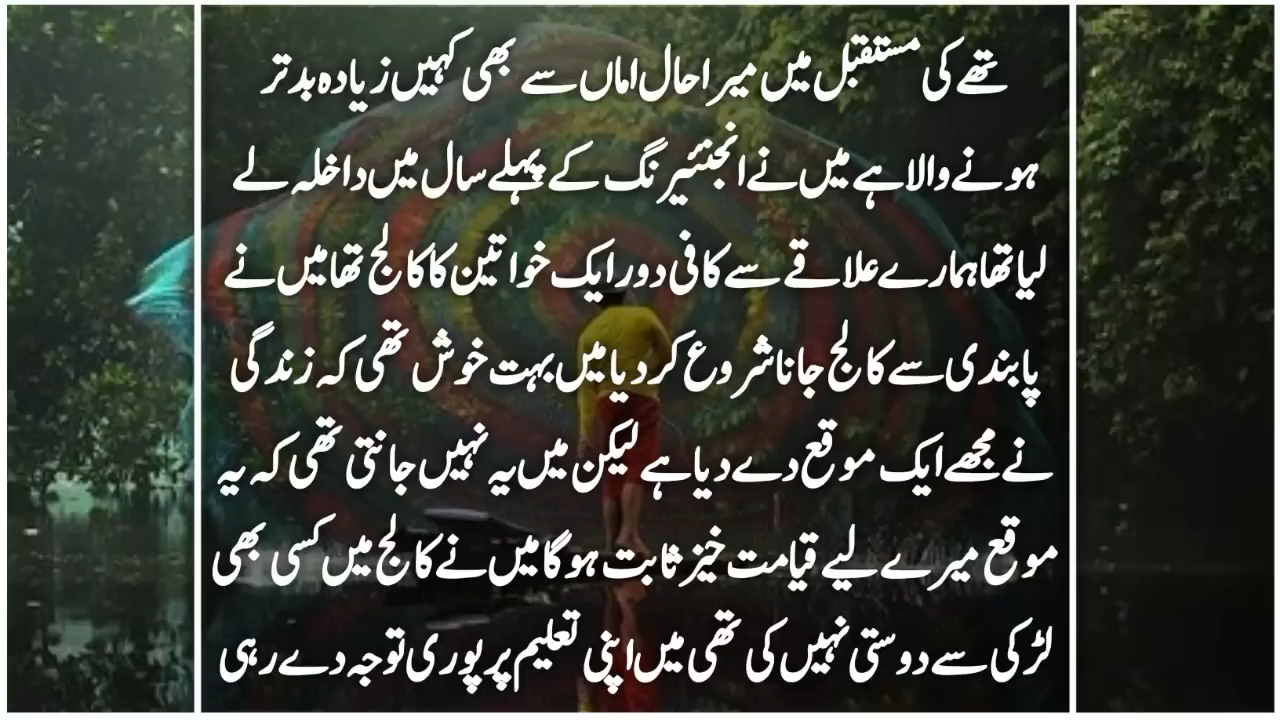 تھے کی مستقبل میں میرا حال اماں سے بھی کہیں زیادہ بدتر
ہونے والا ہے میں نے انجنئیرنگ کے پہلے سال میں داخلہ لے
لیا تھا ہمارے علاقے سے کافی دور ایک خواتین کا کالج تھا میں نے
پابندی سے کالج جانا شروع کر دیا میں بہت خوش تھی کہ زندگی
نے مجھے ایک موقع دے دیا ہے لیکن میں یہ نہیں جانتی تھی کہ یہ
موقع میرے لیے قیامت خیز ثابت ہو گا میں نے کالج میں کسی بھی
لڑکی سے دوستی نہیں کی تھی میں اپنی تعلیم پر پوری توجہ دے رہی